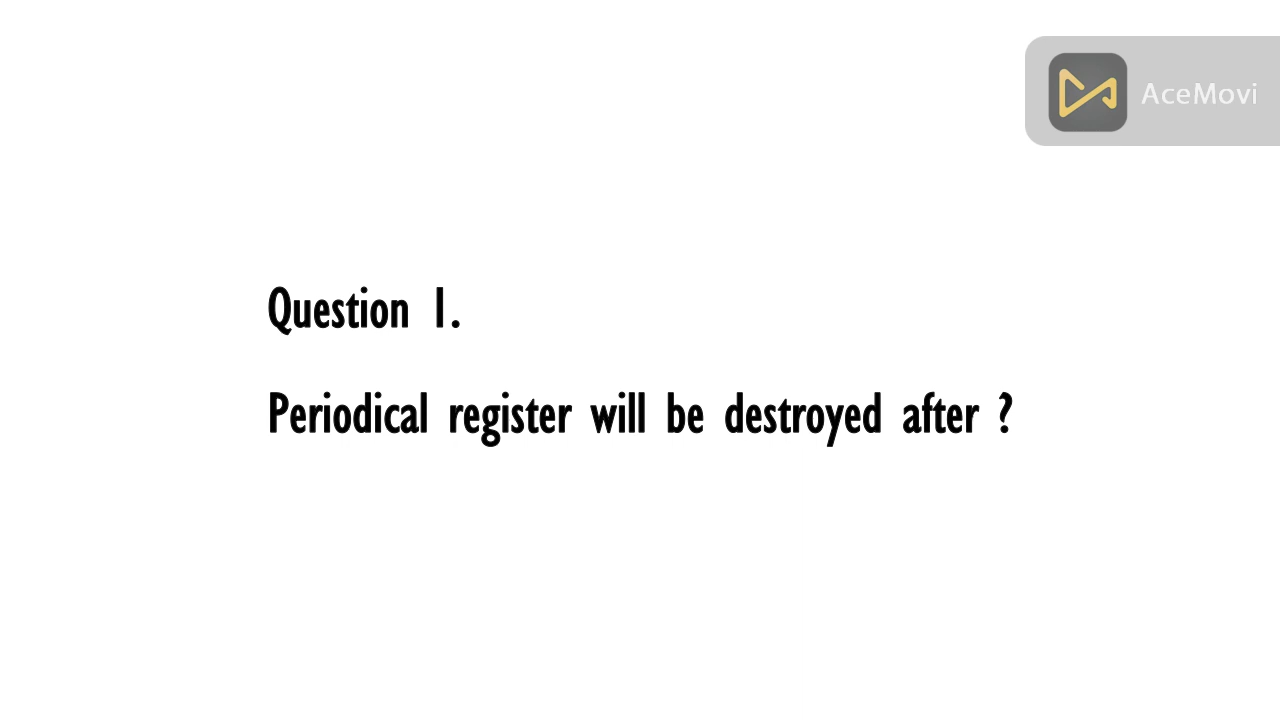 AceMovi
Question 1.
Periodical register will be destroyed after ?